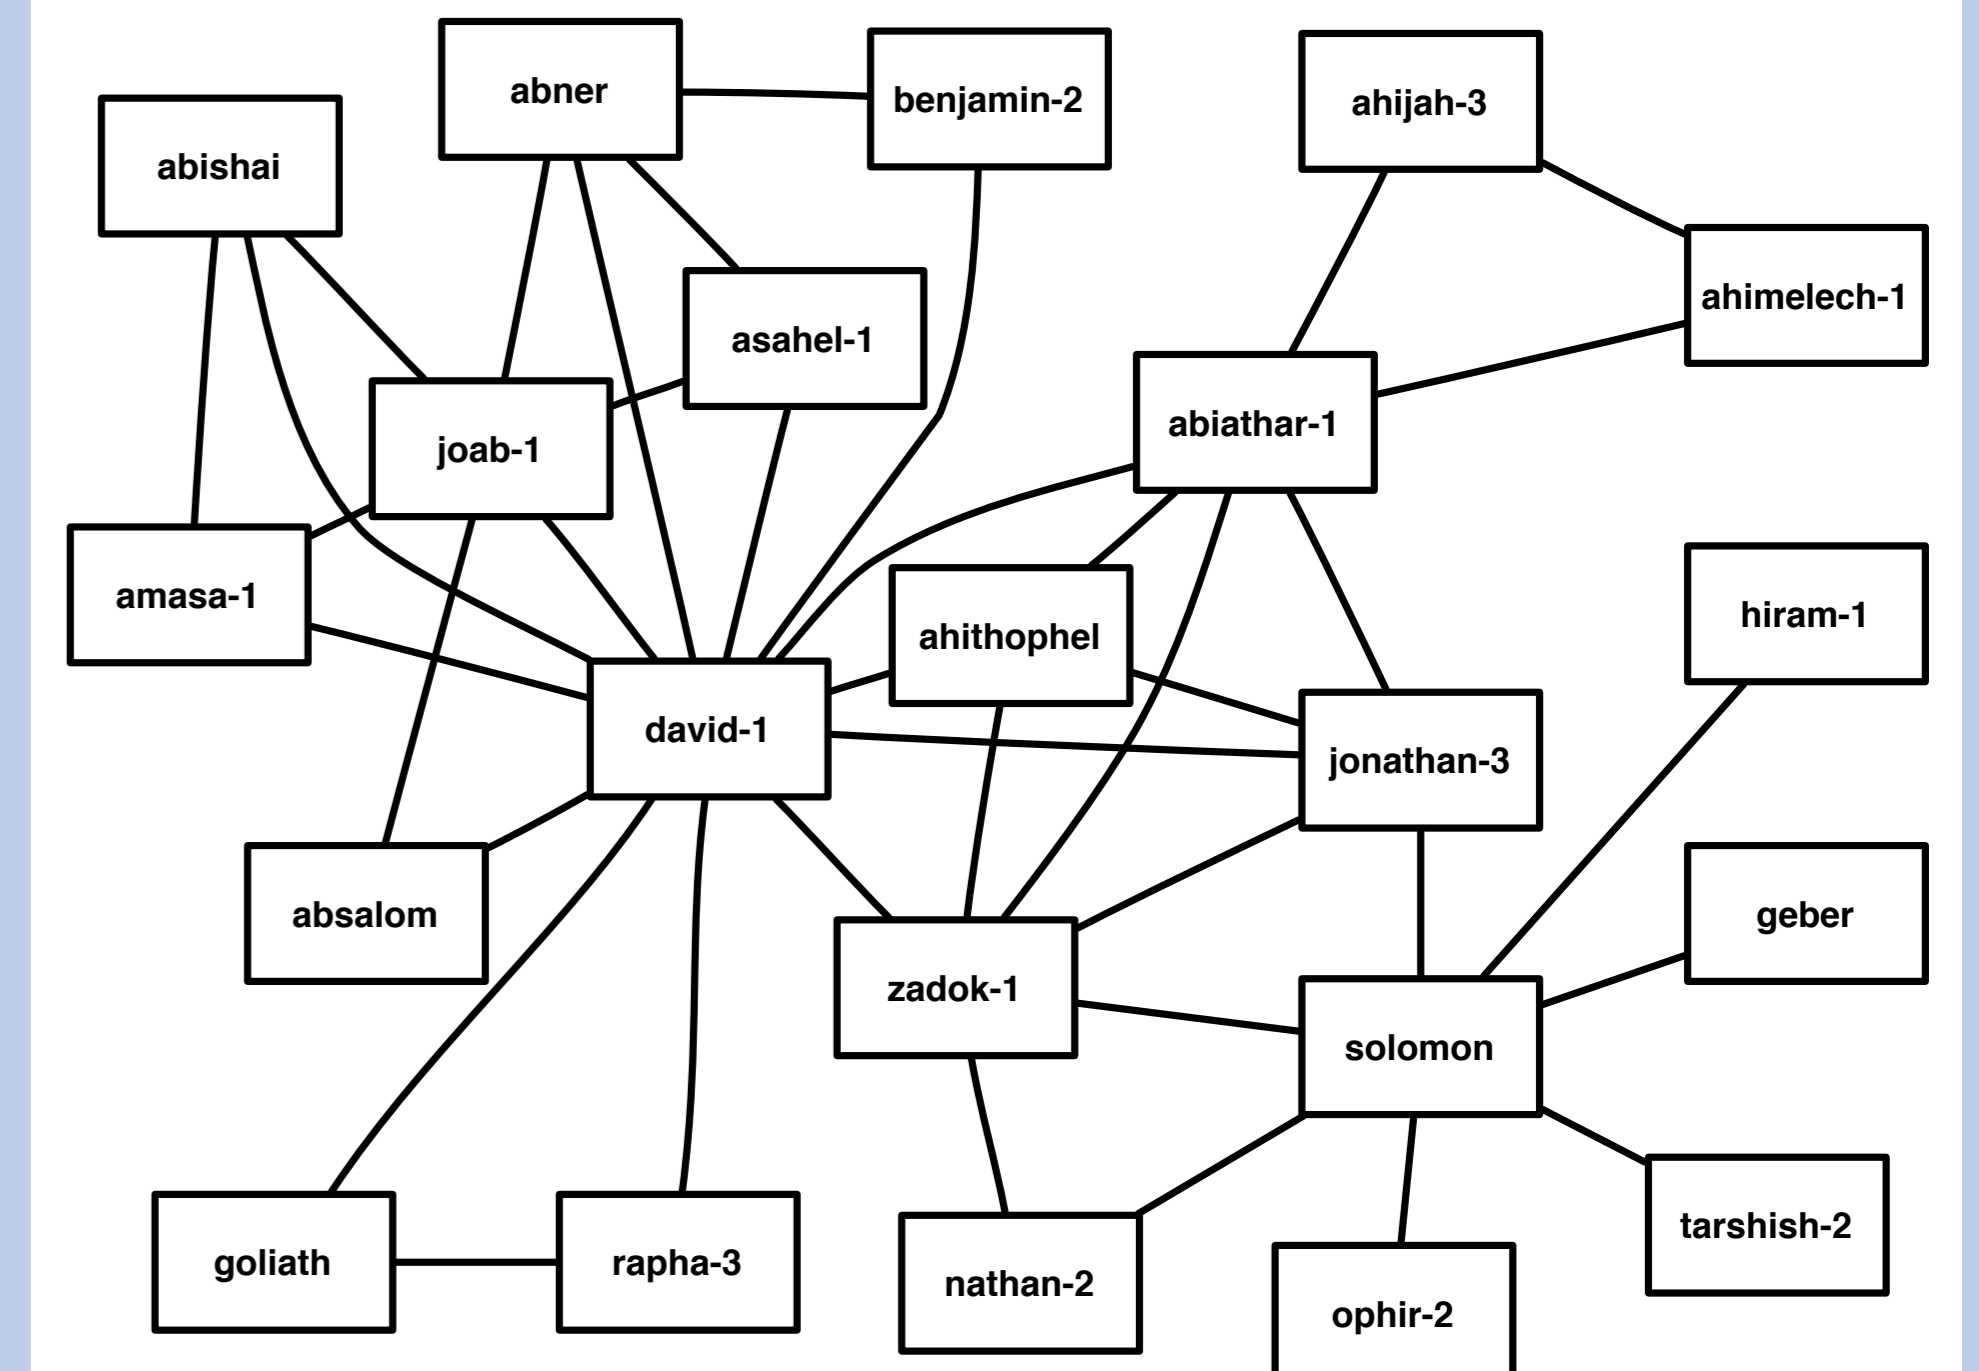 abner
benjamin-2
ahijah-3
abishai
ahimelech-1
asahel-1
abiathar-1
joab-1
amasa-1
hiram-1
ahithophel
david-1
jonathan-3
absalom
geber
zadok-1
solomon
tarshish-2
goliath
rapha-3
nathan-2
ophir-2